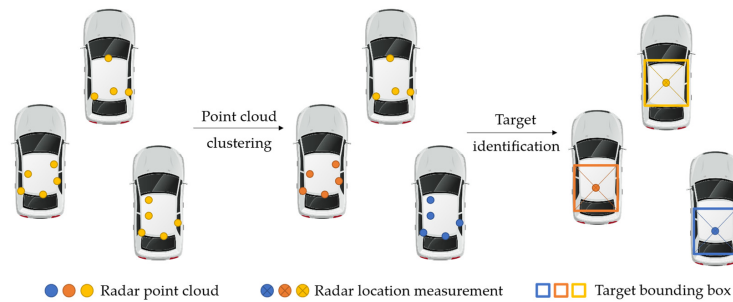 Point cloud
clustering
Target
identification
Radar point cloud
Radar location measurement
Target bounding box